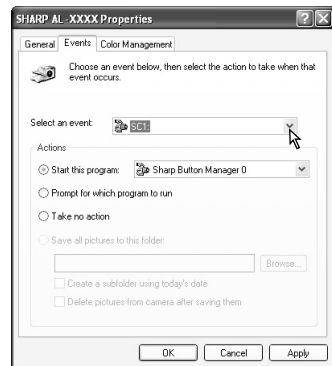 SHARP AL-XXXX Properties
General Events Color Management
Choose an event below, then select the action to take when that
event occurs.
Select an event: SC1:
Actions
Start this program: Sharp Button Manager O
Prompt for which program to run
Take no action
Save all pictures to this folder:
Browse...
Create a subfolder using today's date
Delete pictures from camera after saving them
OK Cancel Apply